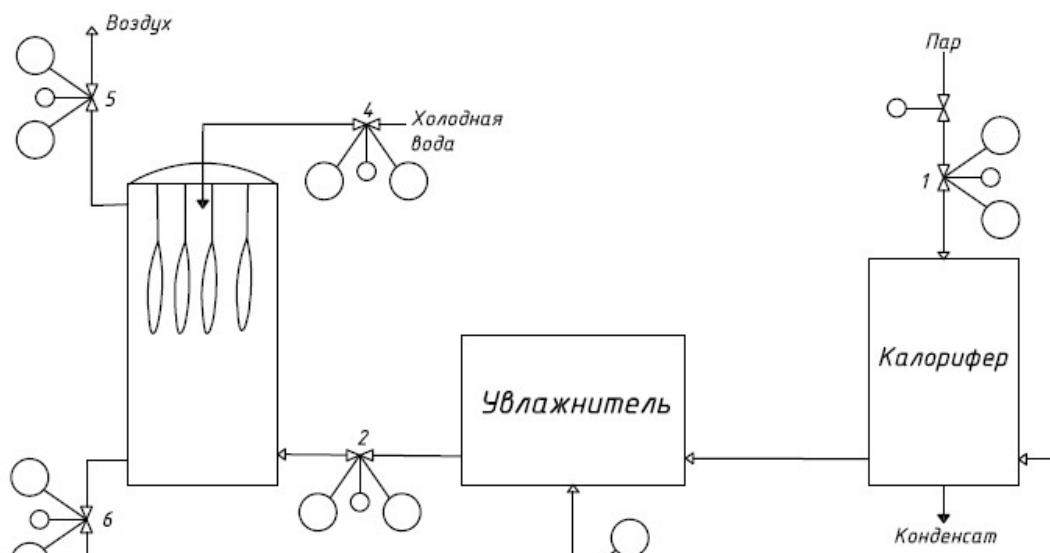 Воздух
5
4
Холодная
вода
Пар
1
Калорифер
Увлажнитель
2
6
Конденсат